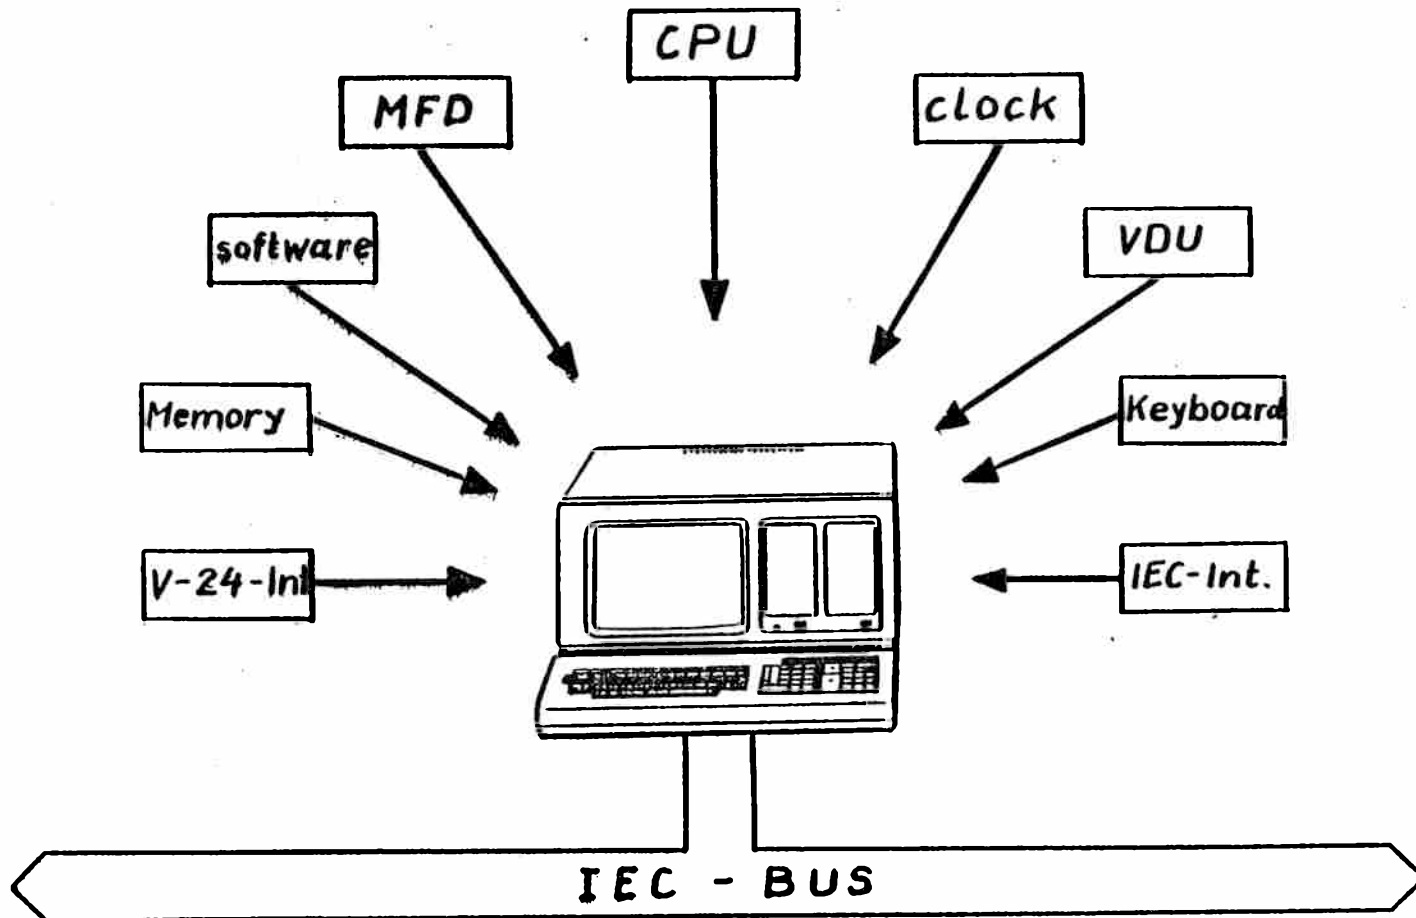 CPU
MFD
clock
software
VDU
Memory
Keyboard
V-24-Int
IEC-Int.
IEC - BUS